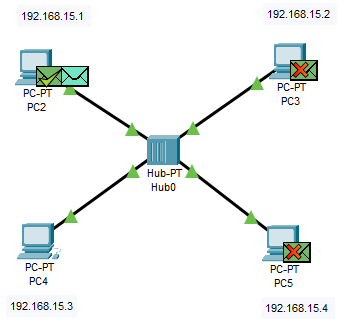 192.168.15.1
192.168.15.2
PC-PT
PC2
PC-PT
PC3
Hub-PT
Hub0
PC-PT
PC4
PC-PT
PC5
192.168.15.3
192.168.15.4